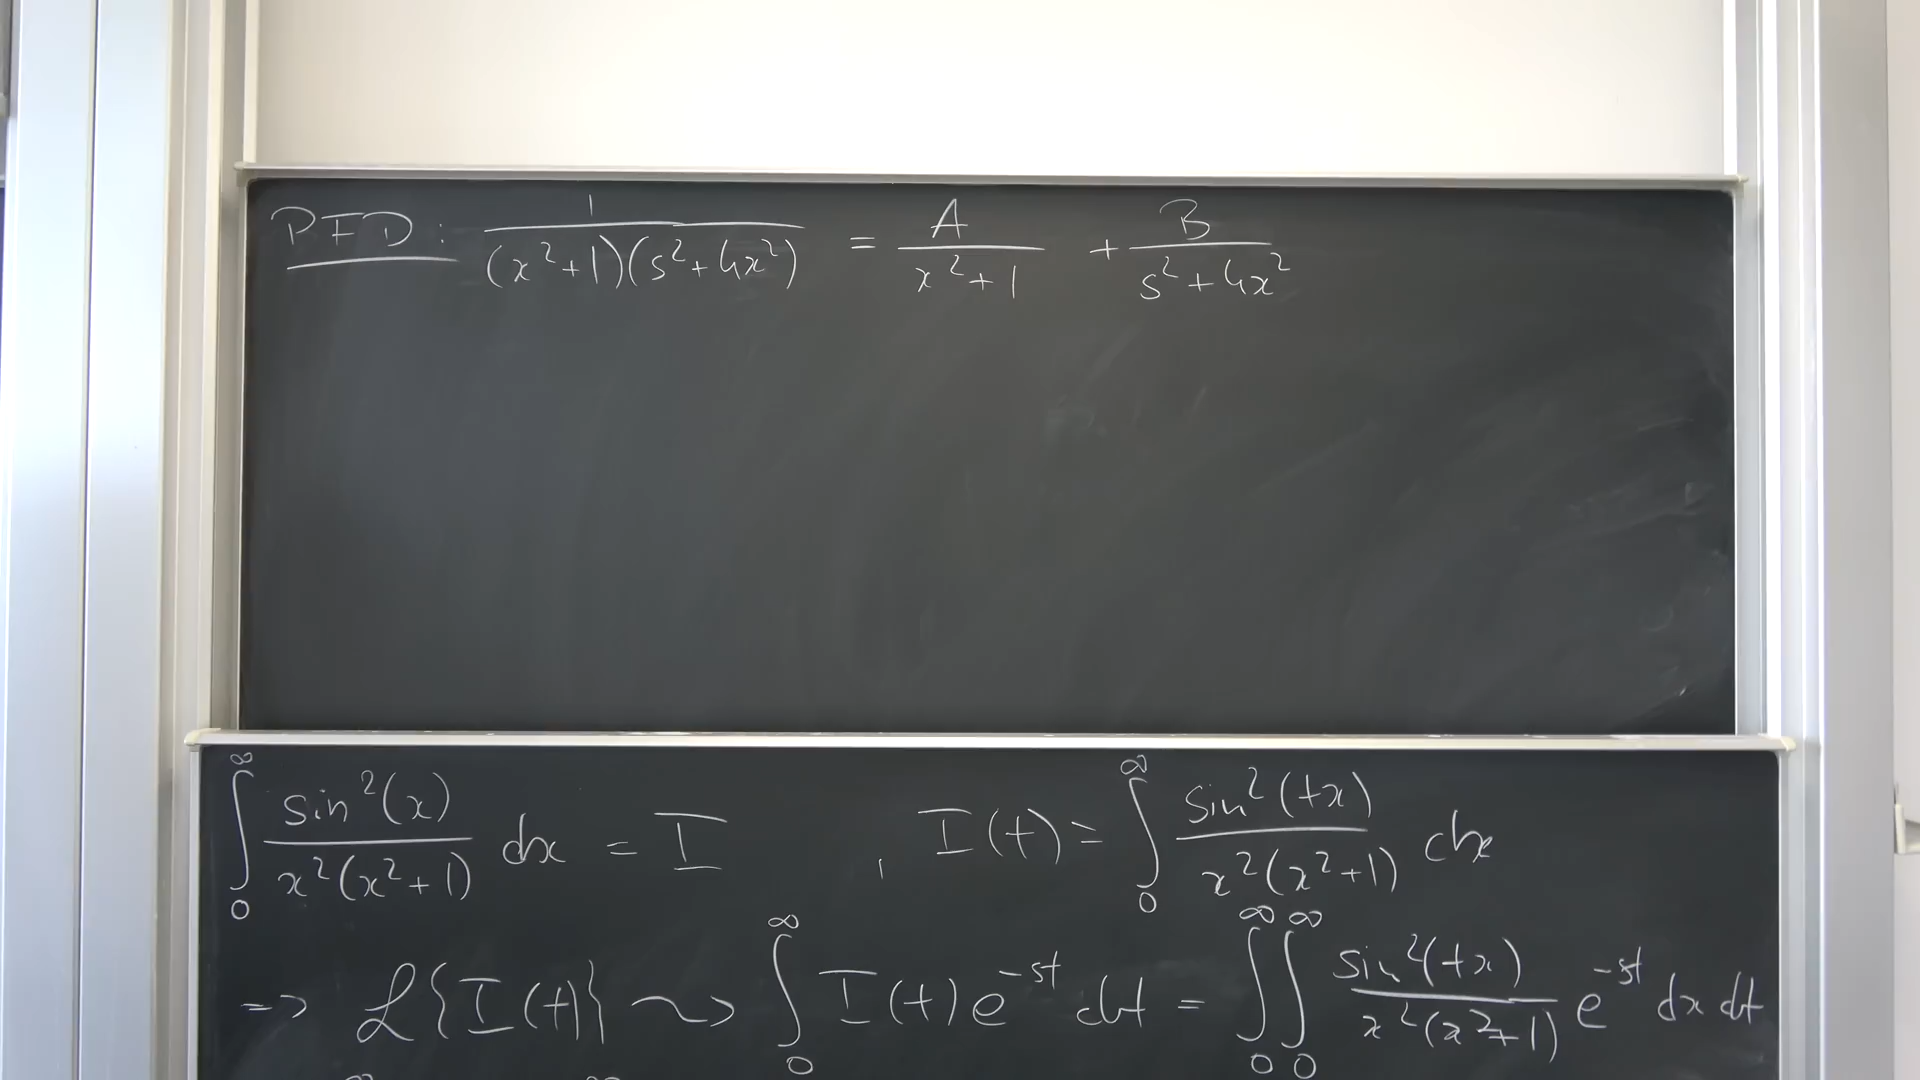 PFD: 1/((x²+1)(s²+4x²)) = A/(x²+1) + B/(s²+4x²)
∫₀^∞ sin²(x)/(x²(x²+1)) dx = I , I(t) = ∫₀^∞ sin²(tx)/(x²(x²+1)) dx
=> ℒ{I(t)} ⇝ ∫₀^∞ I(t) e^(-st) dt = ∫₀^∞ ∫₀^∞ sin²(tx)/(x²(x²+1)) e^(-st) dx dt